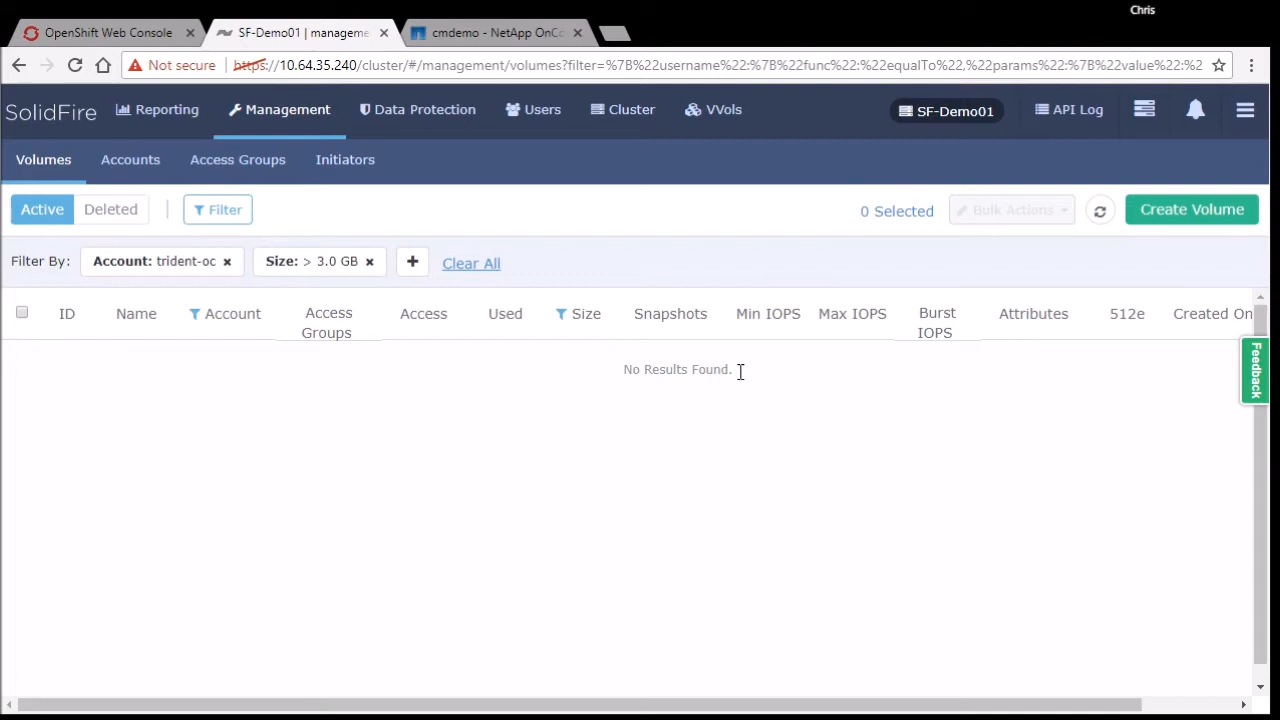 Chris
OpenShift Web Console
SF-Demo01 | manageme
cmdemo - NetApp OnCo
Not secure https://10.64.35.240/cluster/#/management/volumes?filter=%7B%22username%22:%7B%22func%22:%22equalTo%22,%22params%22:%7B%22value%22:%2
SolidFire Reporting Management Data Protection Users Cluster VVols SF-Demo01 API Log
Volumes Accounts Access Groups Initiators
Active Deleted Filter 0 Selected Bulk Actions Create Volume
Filter By: Account: trident-oc × Size: > 3.0 GB × + Clear All
ID Name Account Access Groups Access Used Size Snapshots Min IOPS Max IOPS Burst IOPS Attributes 512e Created On
No Results Found.
Feedback